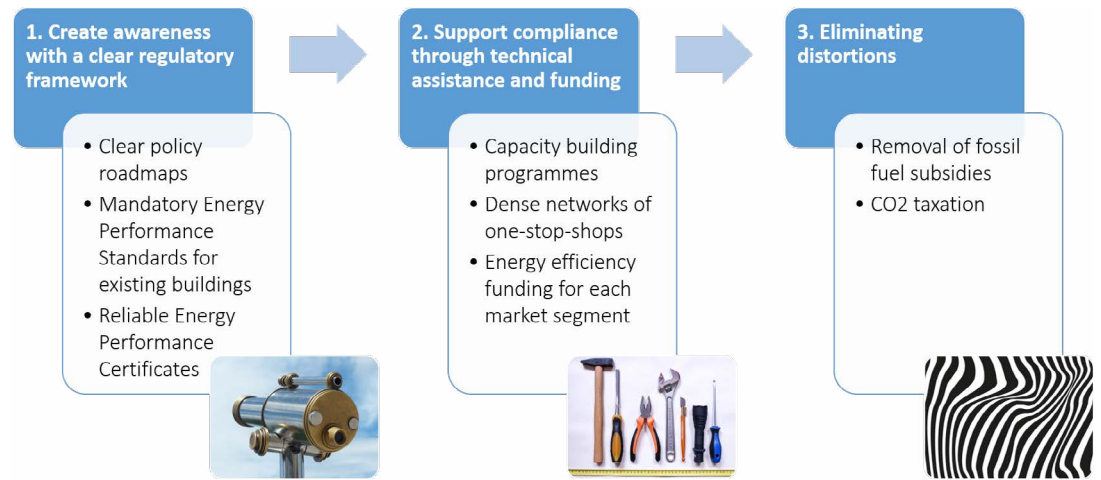 1. Create awareness
with a clear regulatory
framework
• Clear policy
roadmaps
• Mandatory Energy
Performance
Standards for
existing buildings
• Reliable Energy
Performance
Certificates
2. Support compliance
through technical
assistance and funding
• Capacity building
programmes
• Dense networks of
one-stop-shops
• Energy efficiency
funding for each
market segment
3. Eliminating
distortions
• Removal of fossil
fuel subsidies
• CO2 taxation